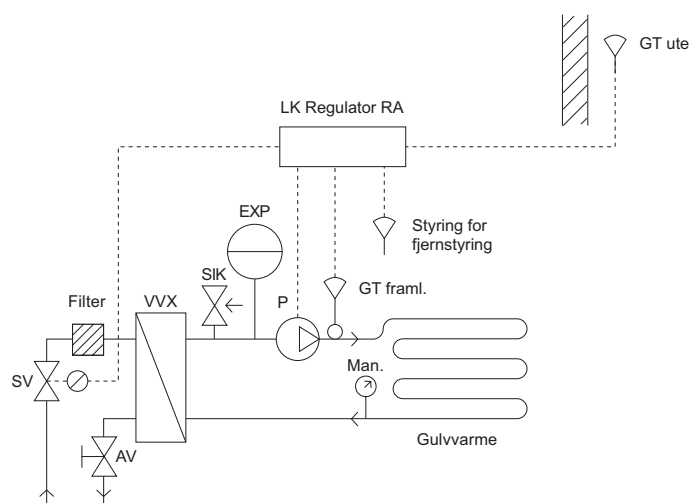 GT ute
LK Regulator RA
EXP
Styring for
fjernstyring
SIK
GT framl.
Filter
VVX
P
Man.
SV
Gulvvarme
AV